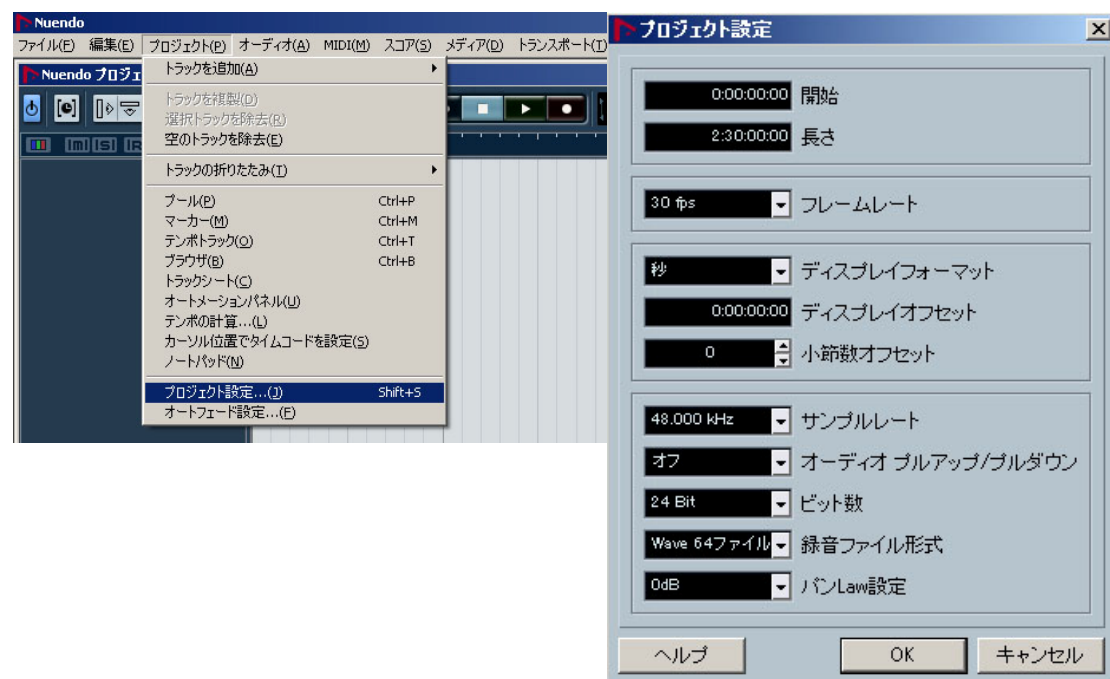 Nuendo
ファイル(F) 編集(E) プロジェクト(P) オーディオ(A) MIDI(M) スコア(S) メディア(D) トランスポート(T)
Nuendo プロジェ
トラックを追加(A)
トラックを複製(D)
選択トラックを除去(R)
空のトラックを除去(E)
トラックの折りたたみ(T)
プール(P) Ctrl+P
マーカー(M) Ctrl+M
テンポトラック(O) Ctrl+T
ブラウザ(B) Ctrl+B
トラックシート(C)
オートメーションパネル(U)
テンポの計算...(L)
カーソル位置でタイムコードを設定(S)
ノートパッド(N)
プロジェクト設定...(J) Shift+S
オートフェード設定...(F)
m S R
プロジェクト設定
0:00:00:00 開始
2:30:00:00 長さ
30 fps フレームレート
秒 ディスプレイフォーマット
0:00:00:00 ディスプレイオフセット
0 小節数オフセット
48.000 kHz サンプルレート
オフ オーディオ プルアップ/プルダウン
24 Bit ビット数
Wave 64ファイル 録音ファイル形式
0dB パンLaw設定
ヘルプ OK キャンセル